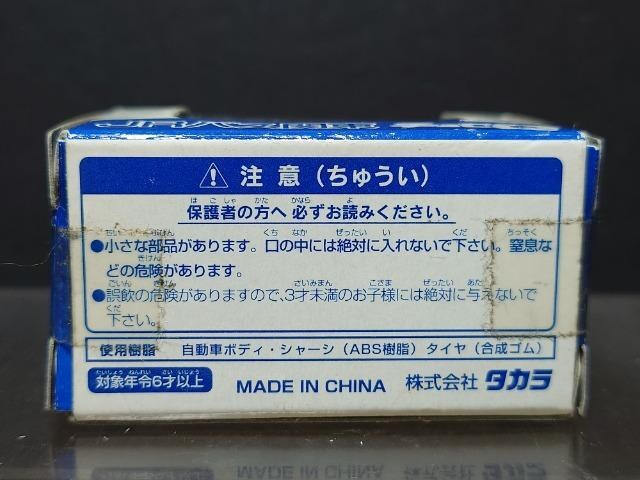 ⚠ 注意（ちゅうい）
保護者の方へ必ずお読みください。
●小さな部品があります。口の中には絶対に入れないで下さい。窒息な
どの危険があります。
●誤飲の危険がありますので、3才未満のお子様には絶対に与えないで
下さい。
使用樹脂 自動車ボディ・シャーシ（ABS樹脂）タイヤ（合成ゴム）
対象年令6才以上 MADE IN CHINA 株式会社 タカラ